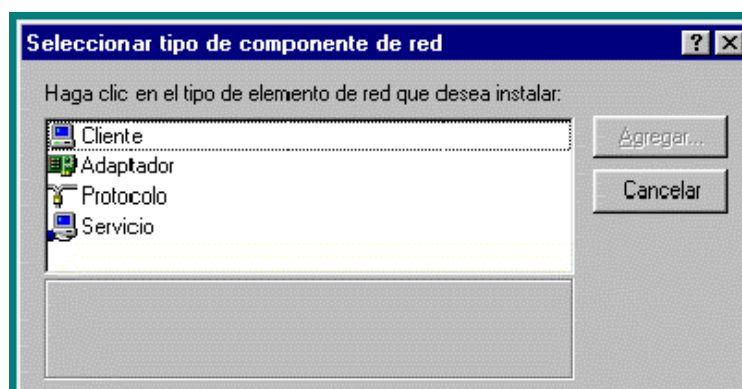 Seleccionar tipo de componente de red
Haga clic en el tipo de elemento de red que desea instalar:
Cliente
Adaptador
Protocolo
Servicio
Agregar...
Cancelar